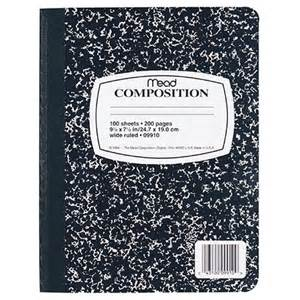 Mead
COMPOSITION
100 sheets • 200 pages
9¾ x 7½ in/24.7 x 19.0 cm
wide ruled • 09910